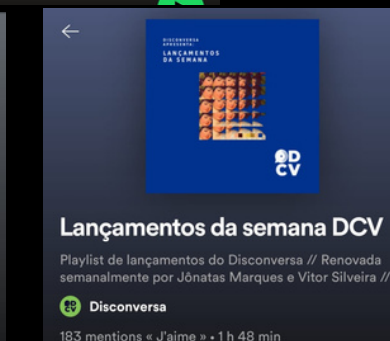 DISCONVERSA
APRESENTA:
LANÇAMENTOS
DA SEMANA
DCV
Lançamentos da semana DCV
Playlist de lançamentos do Disconversa // Renovada
semanalmente por Jônatas Marques e Vitor Silveira //
Disconversa
183 mentions « J'aime » • 1 h 48 min